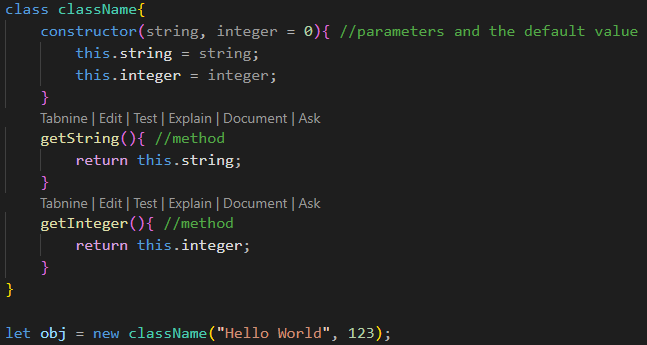 class className{
    constructor(string, integer = 0){ //parameters and the default value
        this.string = string;
        this.integer = integer;
    }
    Tabnine | Edit | Test | Explain | Document | Ask
    getString(){ //method
        return this.string;
    }
    Tabnine | Edit | Test | Explain | Document | Ask
    getInteger(){ //method
        return this.integer;
    }
}
let obj = new className("Hello World", 123);